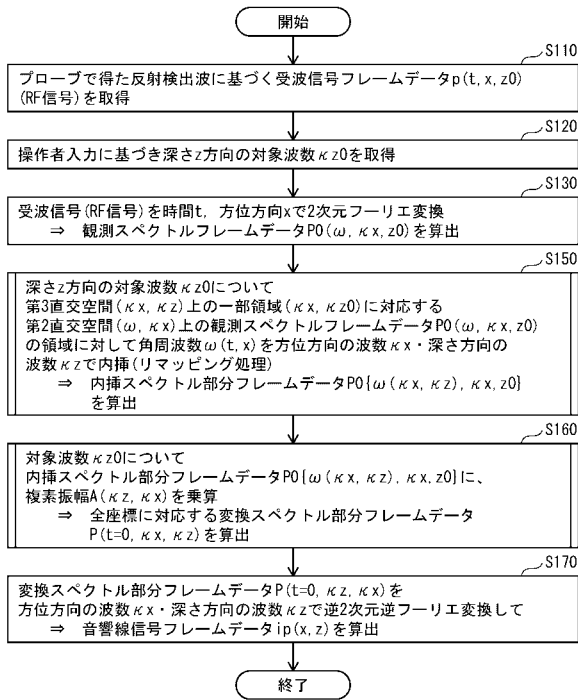 開始
S110
プローブで得た反射検出波に基づく受波信号フレームデータp(t,x,z0)
(RF信号)を取得
S120
操作者入力に基づき深さz方向の対象波数κz0を取得
S130
受波信号(RF信号)を時間t, 方位方向xで2次元フーリエ変換
⇒ 観測スペクトルフレームデータP0(ω,κx,z0)を算出
S150
深さz方向の対象波数κz0について
第3直交空間(κx,κz)上の一部領域(κx,κz0)に対応する
第2直交空間(ω,κx)上の観測スペクトルフレームデータP0(ω,κx,z0)
の領域に対して角周波数ω(t,x)を方位方向の波数κx・深さ方向の
波数κzで内挿(リマッピング処理)
⇒ 内挿スペクトル部分フレームデータP0{ω(κx,κz),κx,z0}
を算出
S160
対象波数κz0について
内挿スペクトル部分フレームデータP0{ω(κx,κz),κx,z0}に、
複素振幅A(κz,κx)を乗算
⇒ 全座標に対応する変換スペクトル部分フレームデータ
P(t=0,κx,κz)を算出
S170
変換スペクトル部分フレームデータP(t=0,κz,κx)を
方位方向の波数κx・深さ方向の波数κzで逆2次元逆フーリエ変換して
⇒ 音響線信号フレームデータip(x,z)を算出
終了